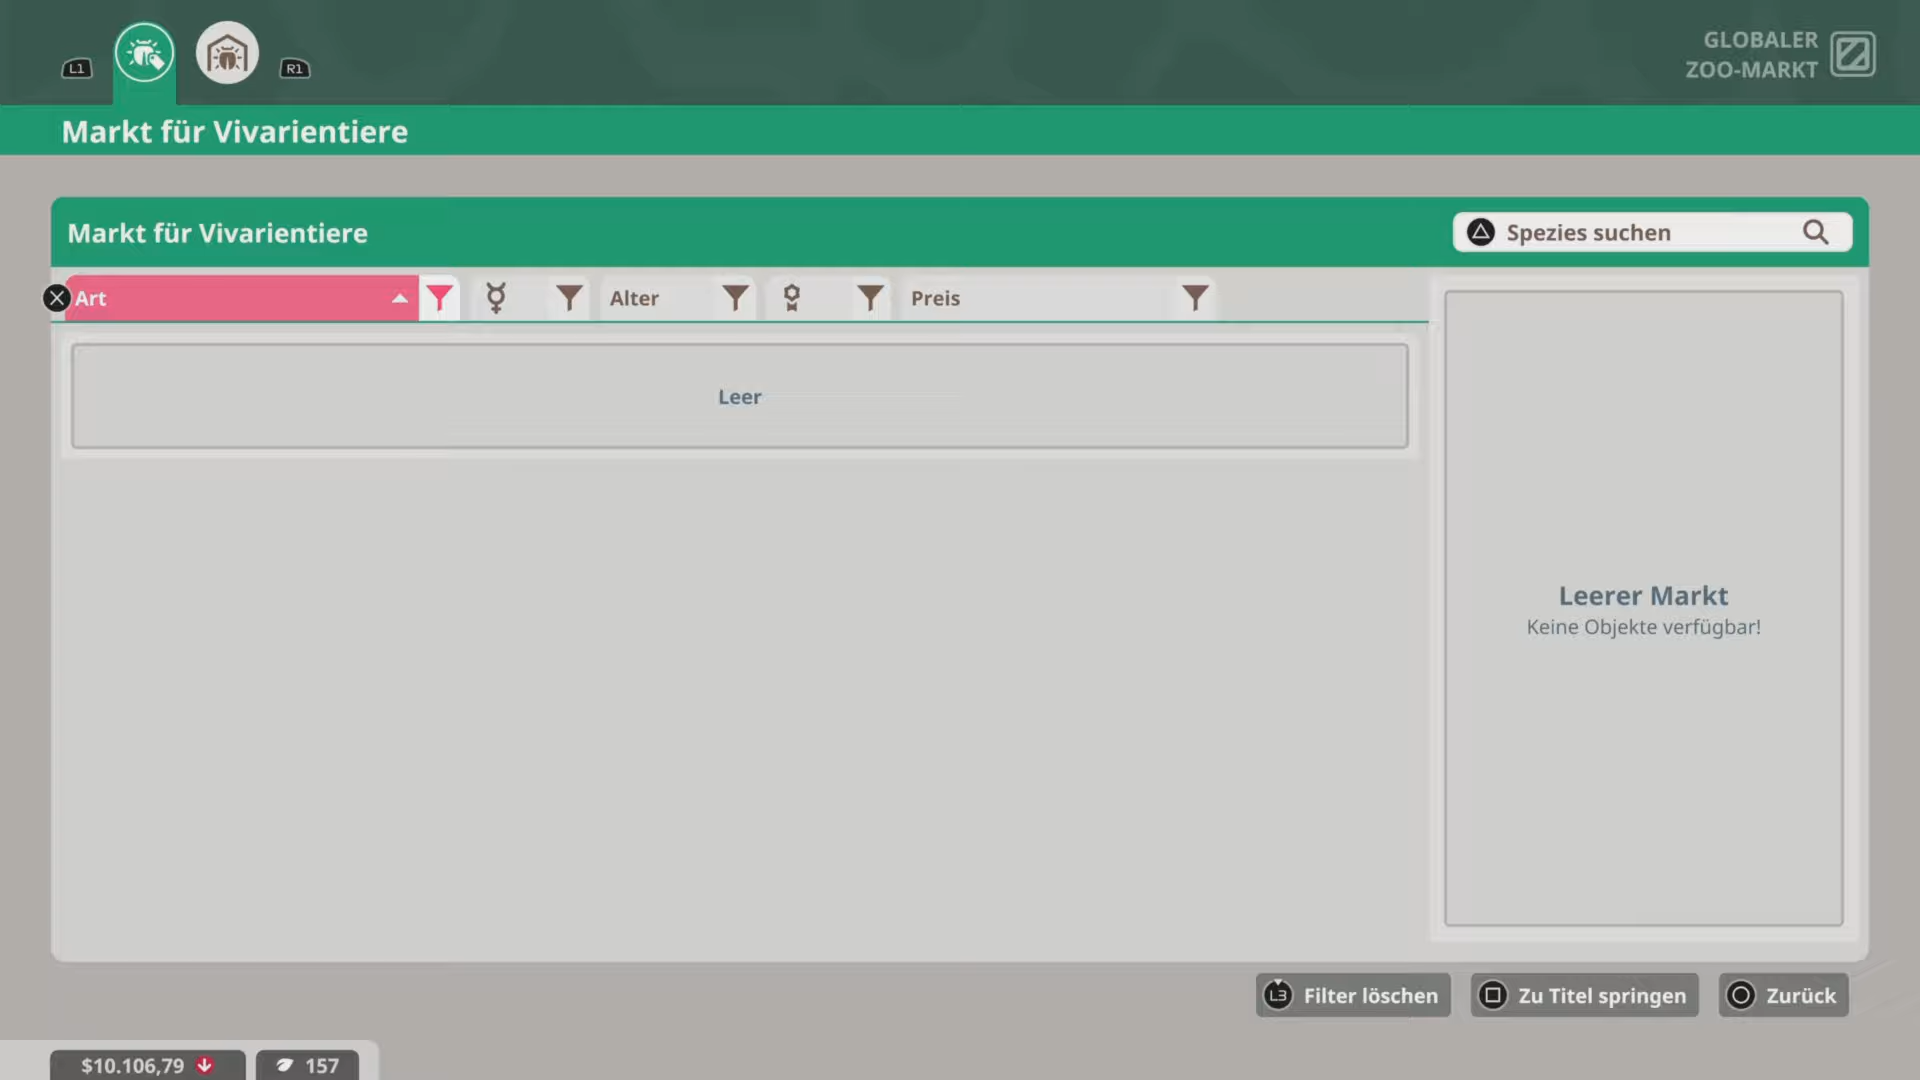 L1
R1
GLOBALER
ZOO-MARKT
Markt für Vivarientiere
Markt für Vivarientiere
Spezies suchen
Art
Alter
Preis
Leer
Leerer Markt
Keine Objekte verfügbar!
L3 Filter löschen
Zu Titel springen
Zurück
$10.106,79
157